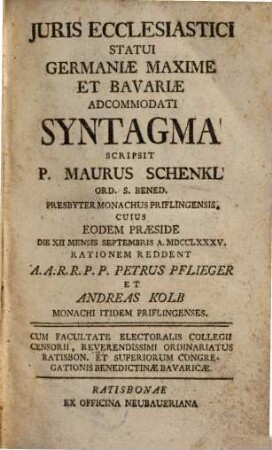 JURIS ECCLESIASTICI
STATUI
GERMANIÆ MAXIME
ET BAVARIÆ
ADCOMMODATI
SYNTAGMA
SCRIPSIT
P. MAURUS SCHENKL
ORD. S. BENED.
PRESBYTER MONACHUS PRIFLINGENSIS,
CUIUS
EODEM PRÆSIDE
DIE XII MENSIS SEPTEMBRIS A. MDCCLXXXV.
RATIONEM REDDENT
A.A.R.R.P.P. PETRUS PFLIEGER
ET
ANDREAS KOLB
MONACHI ITIDEM PRIFLINGENSES.
CUM FACULTATE ELECTORALIS COLLEGII
CENSORII, REVERENDISSIMI ORDINARIATUS
RATISBON. ET SUPERIORUM CONGRE-
GATIONIS BENEDICTINÆ BAVARICÆ.
RATISBONAE
EX OFFICINA NEUBAUERIANA